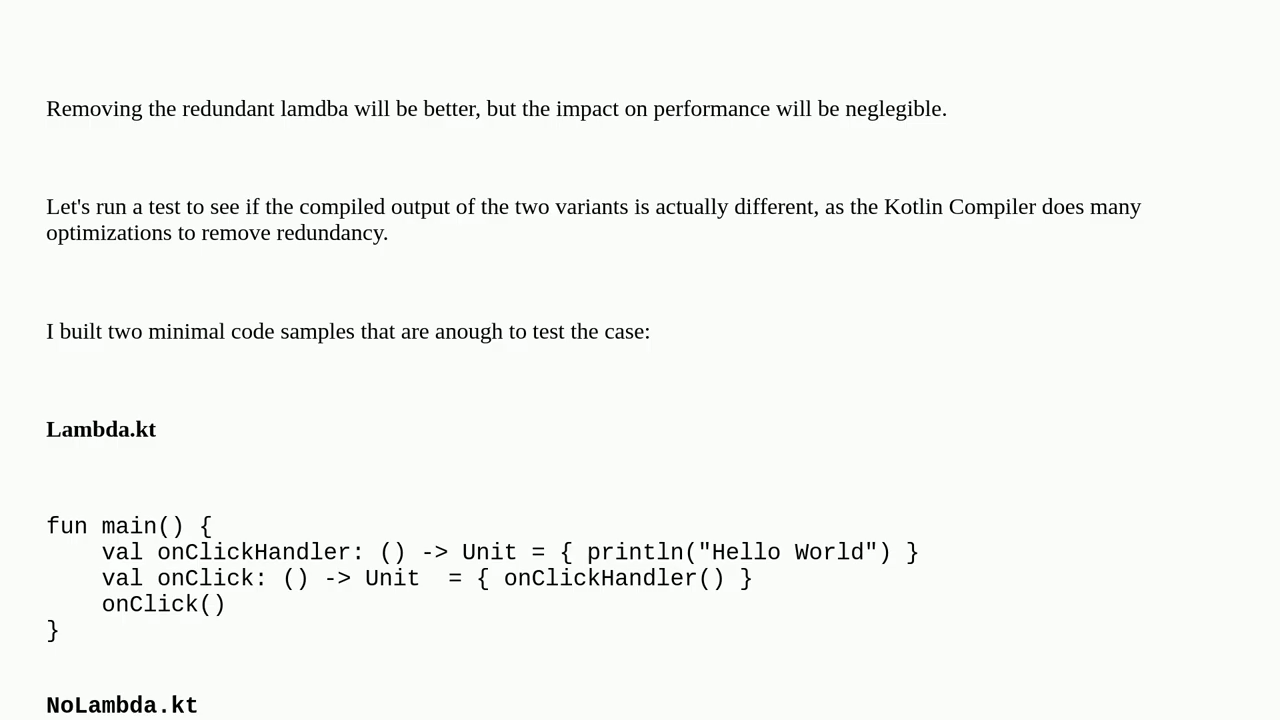 Removing the redundant lamdba will be better, but the impact on performance will be neglegible.
Let's run a test to see if the compiled output of the two variants is actually different, as the Kotlin Compiler does many
optimizations to remove redundancy.
I built two minimal code samples that are anough to test the case:
Lambda.kt
fun main() {
    val onClickHandler: () -> Unit = { println("Hello World") }
    val onClick: () -> Unit  = { onClickHandler() }
    onClick()
}
NoLambda.kt